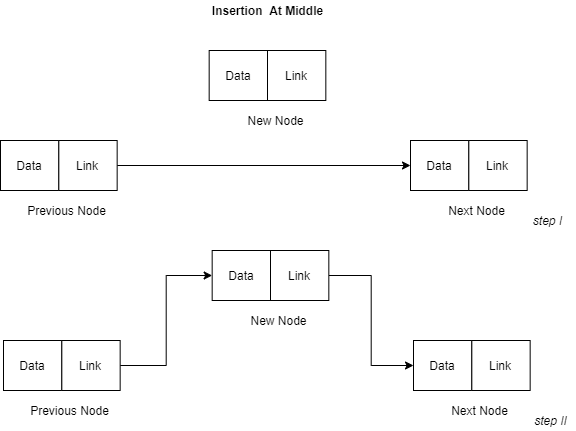 Insertion At Middle
Data Link
New Node
Data Link Data Link
Previous Node Next Node
step I
Data Link
New Node
Data Link Data Link
Previous Node Next Node
step II